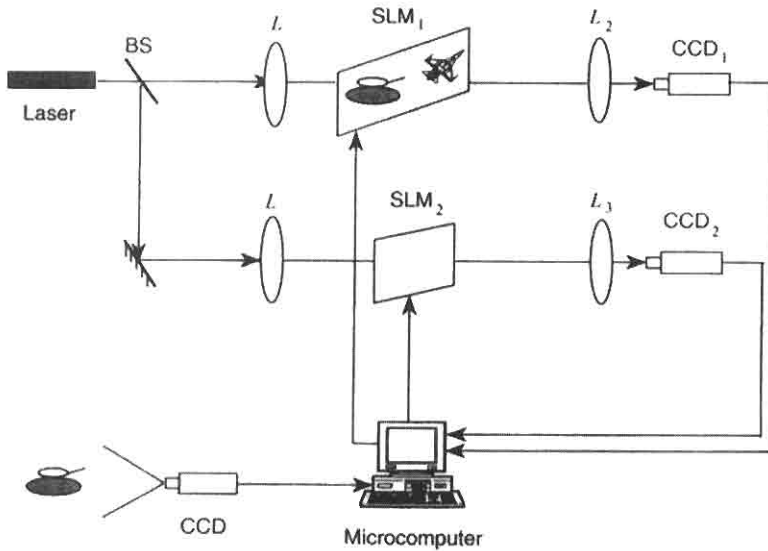 SLM1
L
L2
CCD1
BS
Laser
L
SLM2
L3
CCD2
CCD
Microcomputer